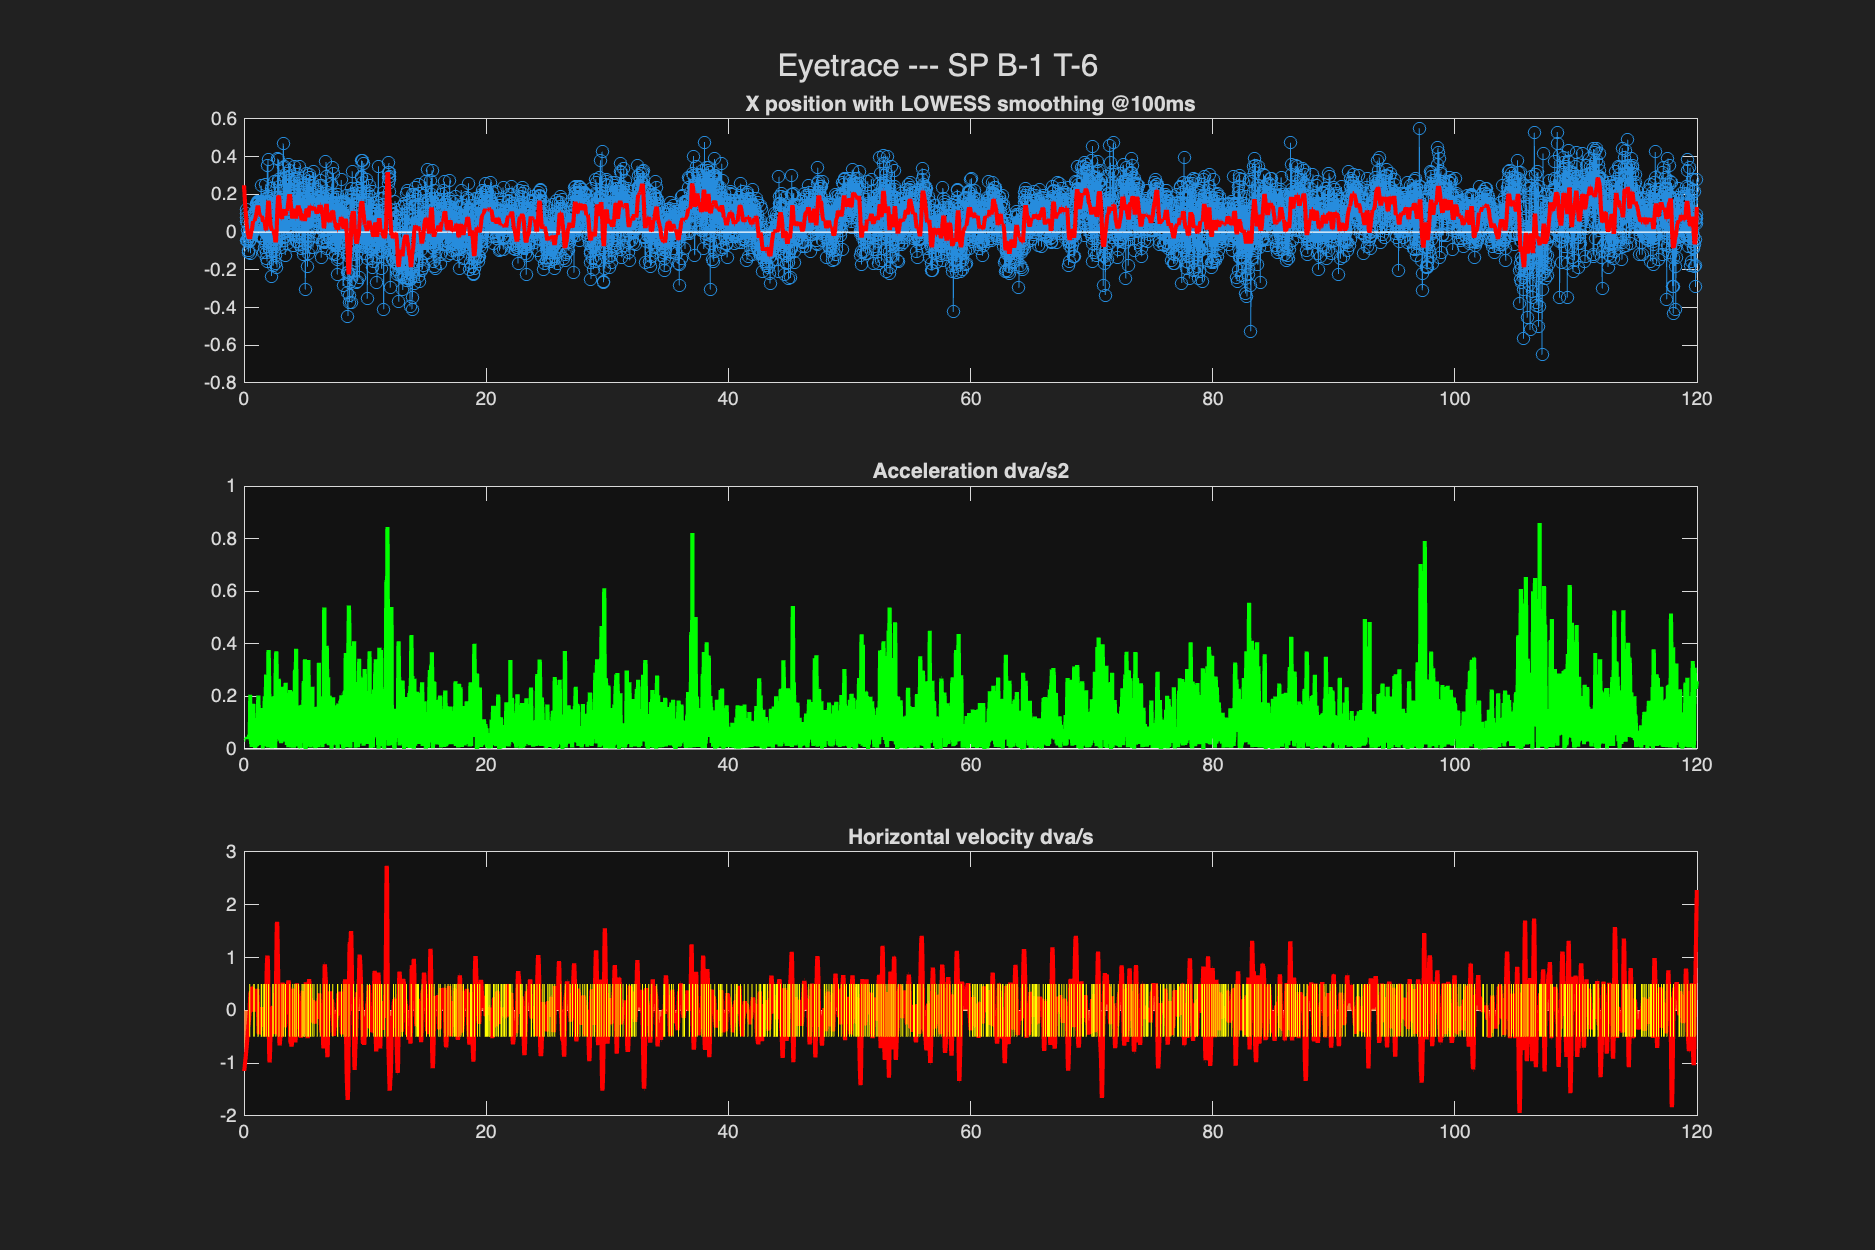 Eyetrace --- SP B-1 T-6
X position with LOWESS smoothing @100ms
0.6
0.4
0.2
0
-0.2
-0.4
-0.6
-0.8
0 20 40 60 80 100 120
Acceleration dva/s2
1
0.8
0.6
0.4
0.2
0
0 20 40 60 80 100 120
Horizontal velocity dva/s
3
2
1
0
-1
-2
0 20 40 60 80 100 120